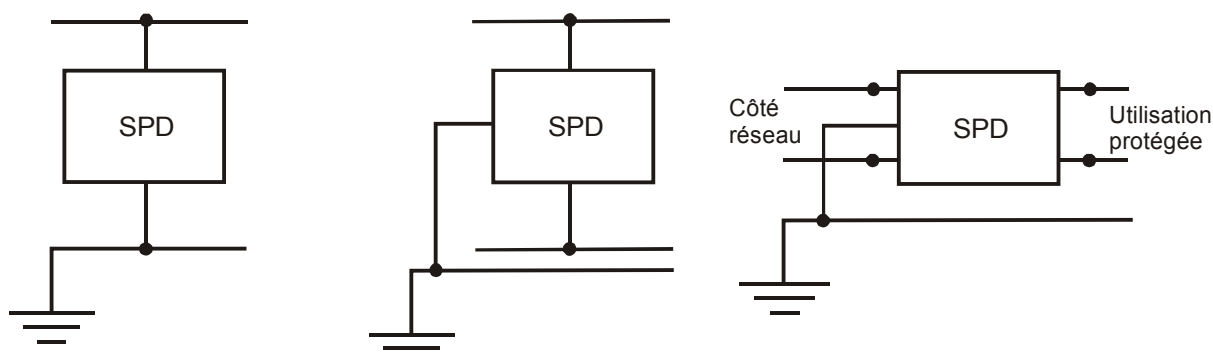 SPD
SPD
Côté
réseau
SPD
Utilisation
protégée